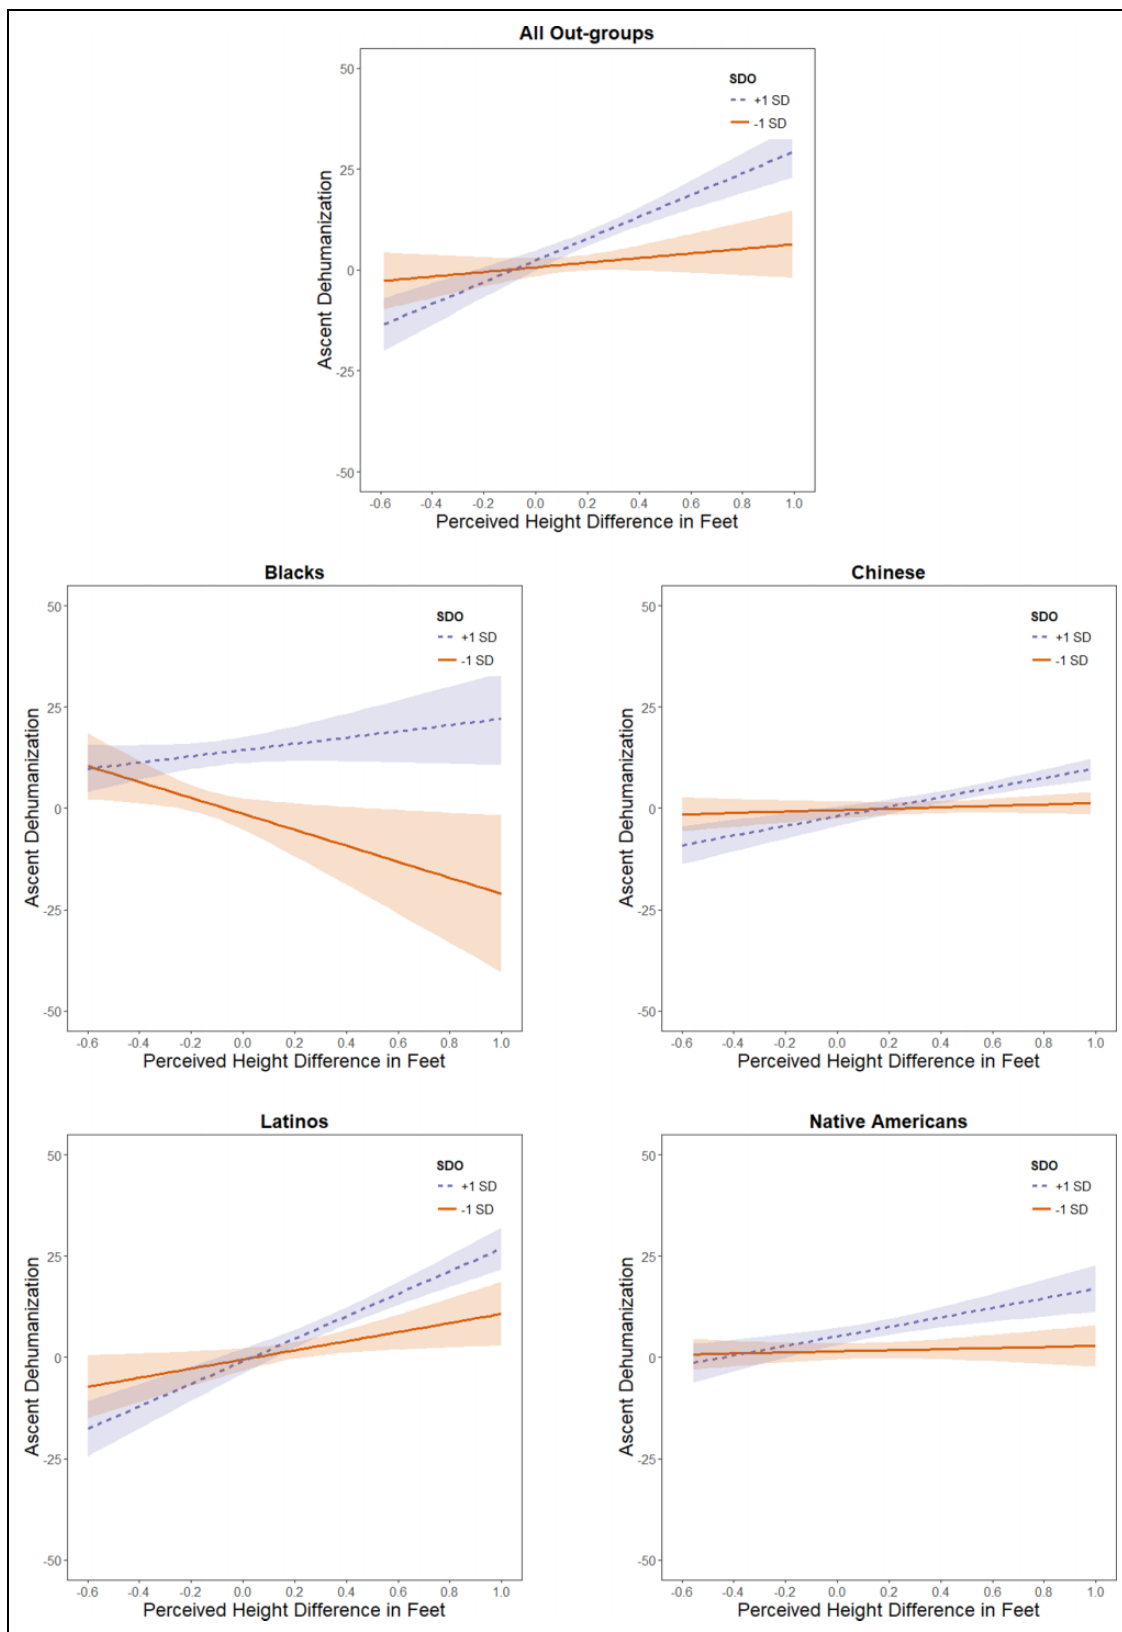 All Out-groups
50
25
0
-25
-50
Ascent Dehumanization
SDO
+1 SD
-1 SD
-0.6 -0.4 -0.2 0.0 0.2 0.4 0.6 0.8 1.0
Perceived Height Difference in Feet
Blacks
50
25
0
-25
-50
Ascent Dehumanization
SDO
+1 SD
-1 SD
-0.6 -0.4 -0.2 0.0 0.2 0.4 0.6 0.8 1.0
Perceived Height Difference in Feet
Chinese
50
25
0
-25
-50
Ascent Dehumanization
SDO
+1 SD
-1 SD
-0.6 -0.4 -0.2 0.0 0.2 0.4 0.6 0.8 1.0
Perceived Height Difference in Feet
Latinos
50
25
0
-25
-50
Ascent Dehumanization
SDO
+1 SD
-1 SD
-0.6 -0.4 -0.2 0.0 0.2 0.4 0.6 0.8 1.0
Perceived Height Difference in Feet
Native Americans
50
25
0
-25
-50
Ascent Dehumanization
SDO
+1 SD
-1 SD
-0.6 -0.4 -0.2 0.0 0.2 0.4 0.6 0.8 1.0
Perceived Height Difference in Feet